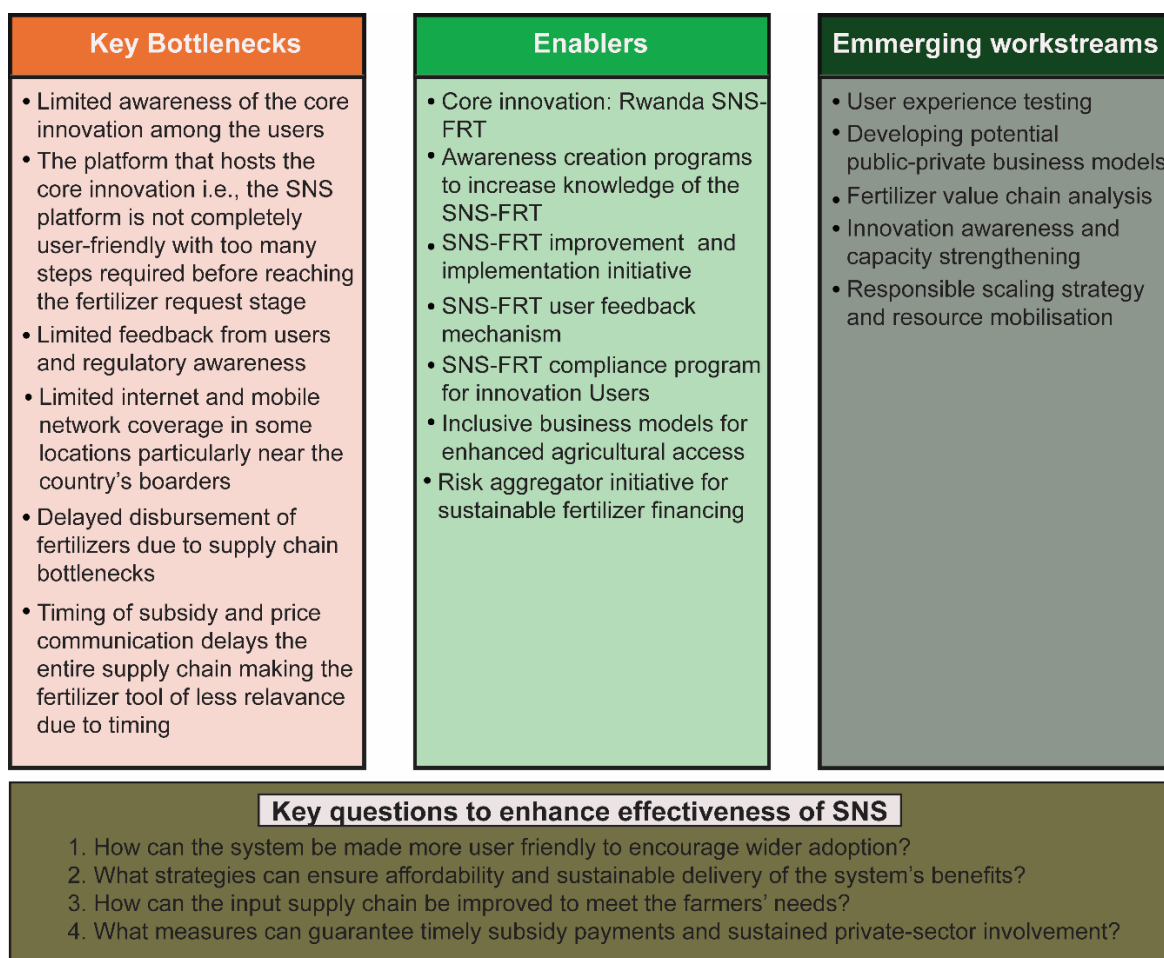 Key Bottlenecks
• Limited awareness of the core
innovation among the users
• The platform that hosts the
core innovation i.e., the SNS
platform is not completely
user-friendly with too many
steps required before reaching
the fertilizer request stage
• Limited feedback from users
and regulatory awareness
• Limited internet and mobile
network coverage in some
locations particularly near the
country's boarders
• Delayed disbursement of
fertilizers due to supply chain
bottlenecks
• Timing of subsidy and price
communication delays the
entire supply chain making the
fertilizer tool of less relavance
due to timing
Enablers
• Core innovation: Rwanda SNS-
FRT
• Awareness creation programs
to increase knowledge of the
SNS-FRT
• SNS-FRT improvement and
implementation initiative
• SNS-FRT user feedback
mechanism
• SNS-FRT compliance program
for innovation Users
• Inclusive business models for
enhanced agricultural access
• Risk aggregator initiative for
sustainable fertilizer financing
Emmerging workstreams
• User experience testing
• Developing potential
public-private business models
• Fertilizer value chain analysis
• Innovation awareness and
capacity strengthening
• Responsible scaling strategy
and resource mobilisation
Key questions to enhance effectiveness of SNS
1. How can the system be made more user friendly to encourage wider adoption?
2. What strategies can ensure affordability and sustainable delivery of the system's benefits?
3. How can the input supply chain be improved to meet the farmers' needs?
4. What measures can guarantee timely subsidy payments and sustained private-sector involvement?